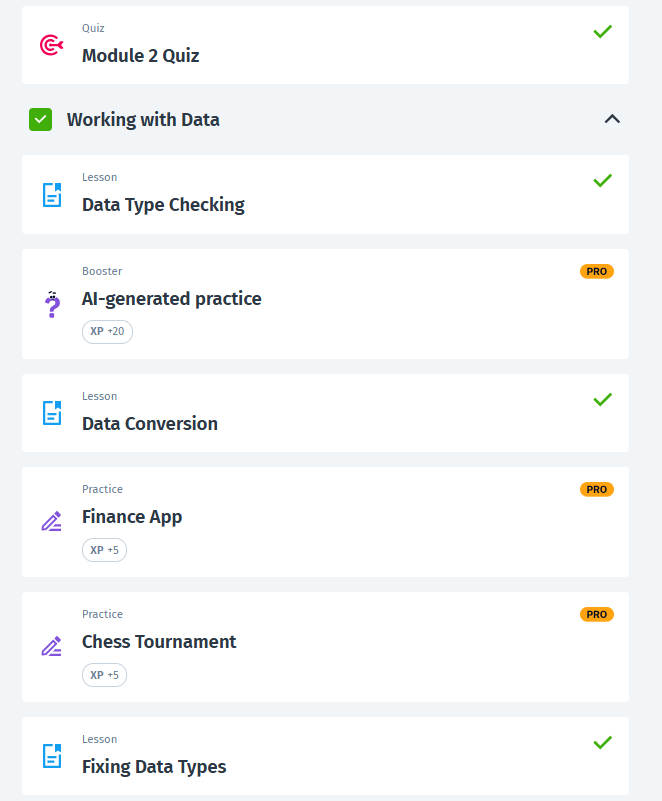 Quiz
Module 2 Quiz
Working with Data
Lesson
Data Type Checking
Booster
PRO
AI-generated practice
XP +20
Lesson
Data Conversion
Practice
PRO
Finance App
XP +5
Practice
PRO
Chess Tournament
XP +5
Lesson
Fixing Data Types